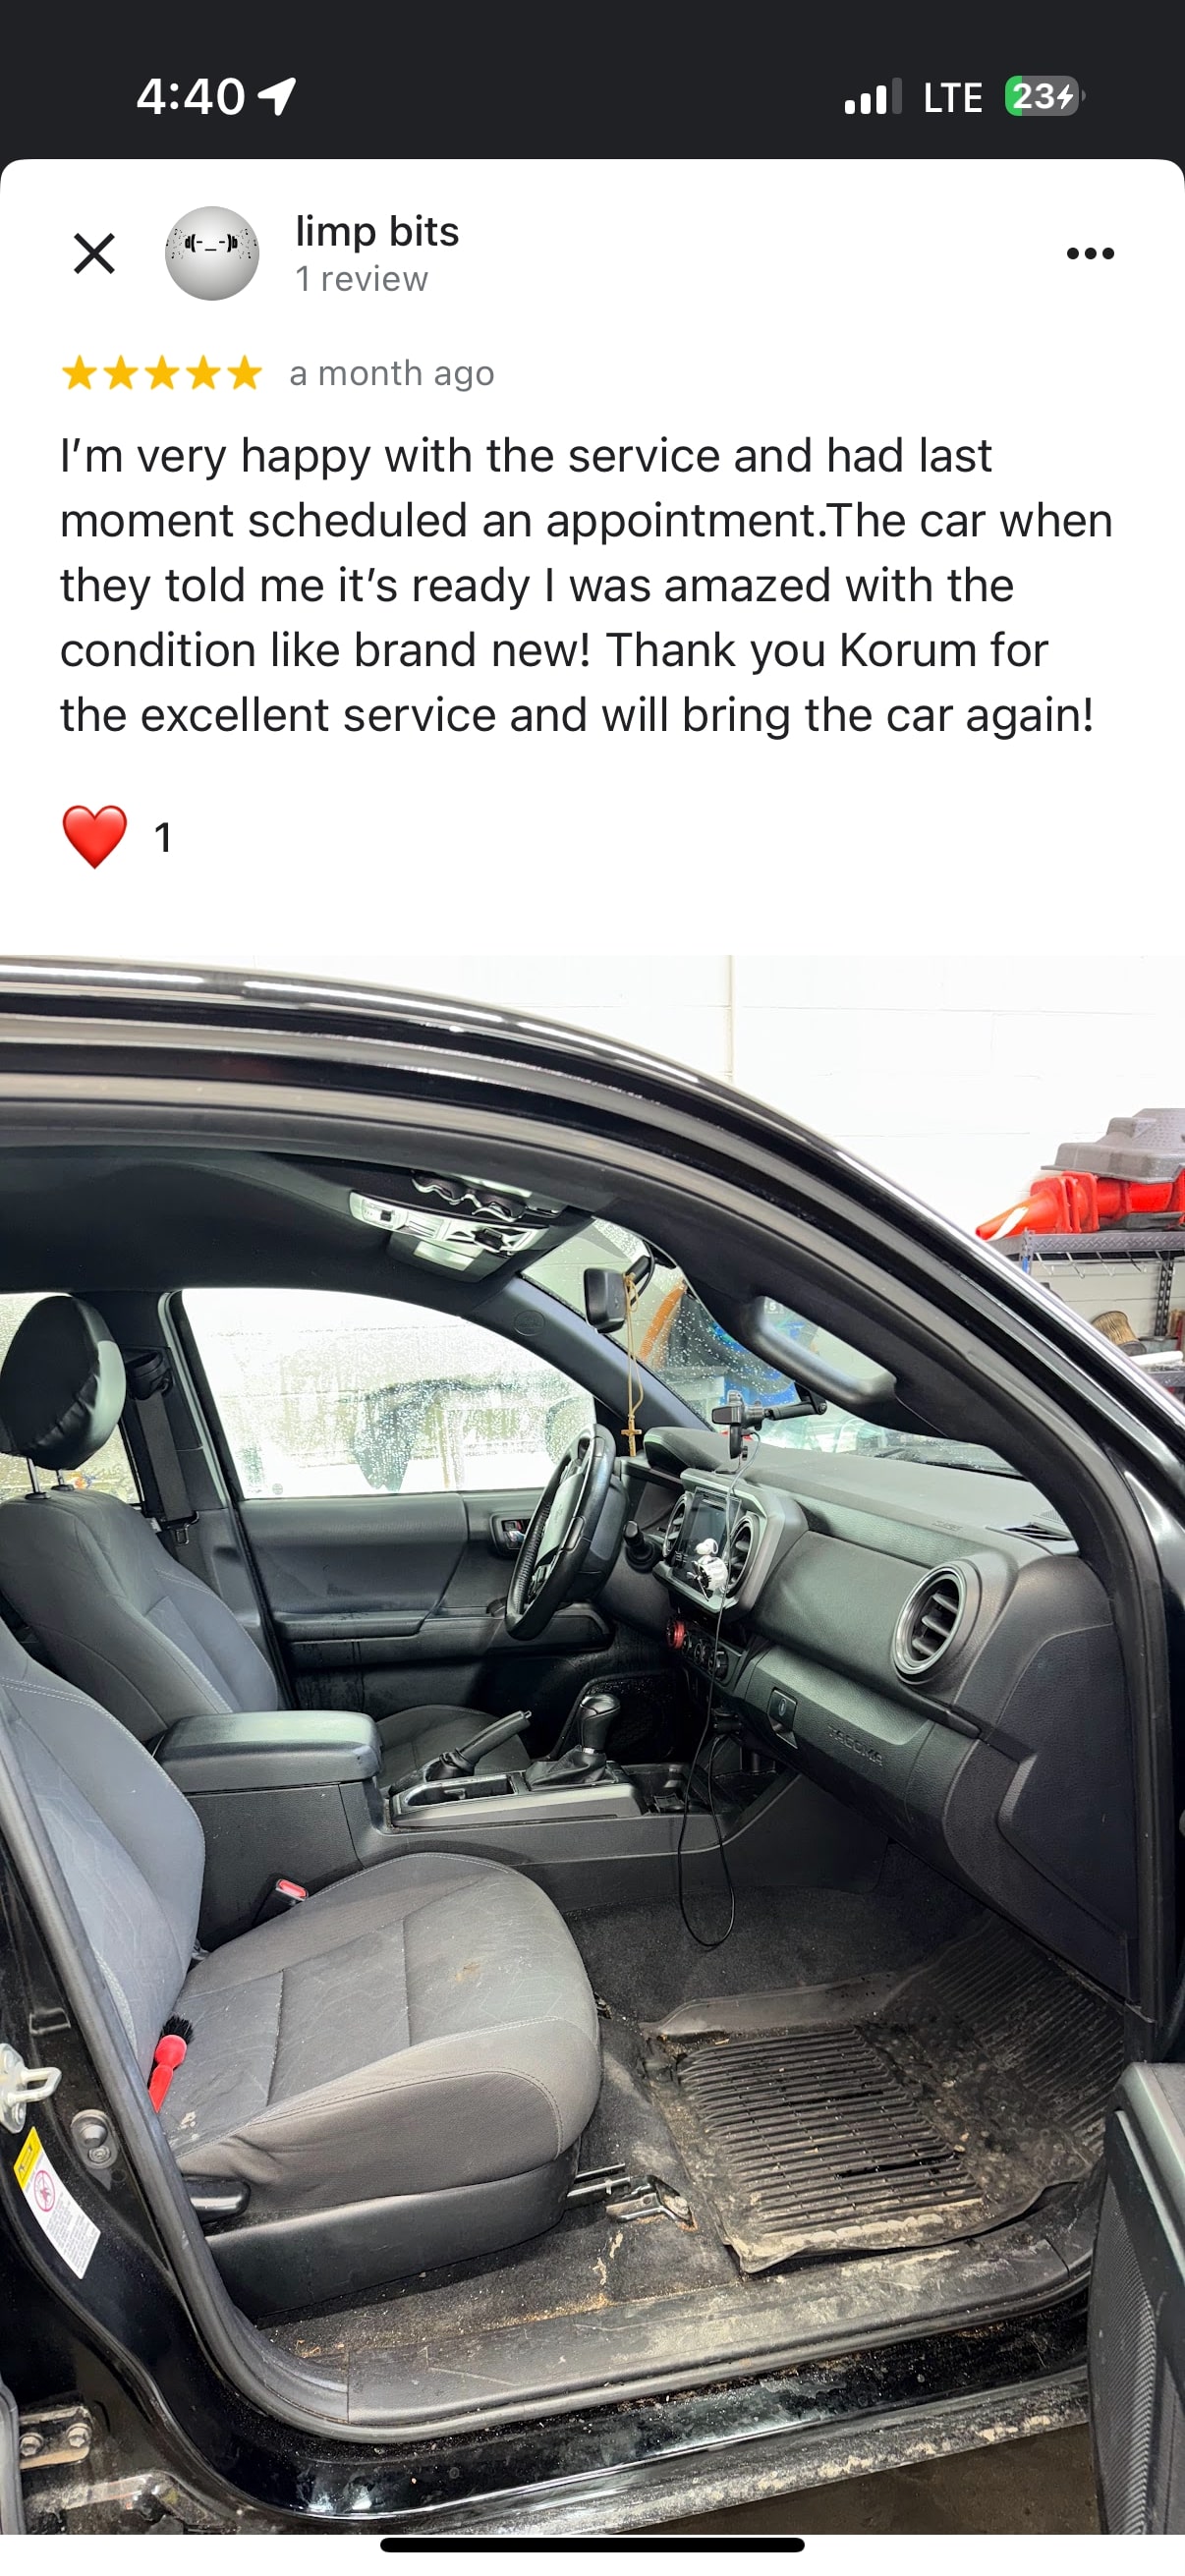 4:40 LTE 23
limp bits
1 review
a month ago
I’m very happy with the service and had last
moment scheduled an appointment.The car when
they told me it’s ready I was amazed with the
condition like brand new! Thank you Korum for
the excellent service and will bring the car again!
❤️ 1
TACOMA